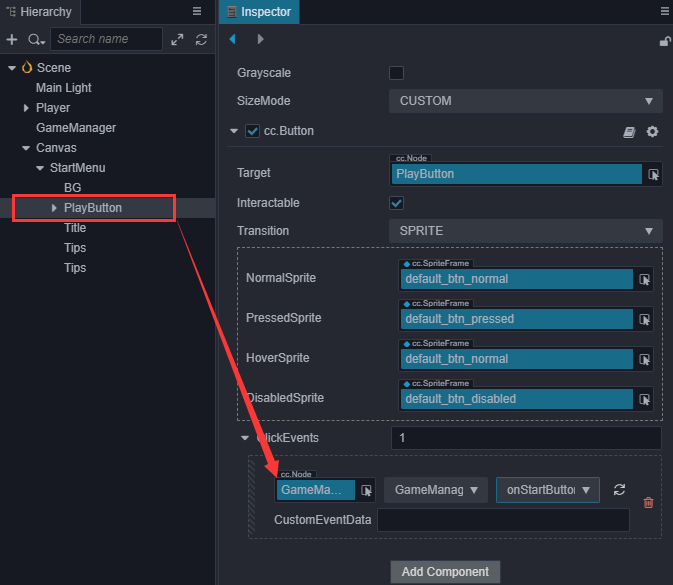 Hierarchy
Search name
Scene
Main Light
Player
GameManager
Canvas
StartMenu
BG
PlayButton
Title
Tips
Tips
Inspector
Grayscale
SizeMode
CUSTOM
cc.Button
Target
cc.Node
PlayButton
Interactable
Transition
SPRITE
NormalSprite
cc.SpriteFrame
default_btn_normal
PressedSprite
cc.SpriteFrame
default_btn_pressed
HoverSprite
cc.SpriteFrame
default_btn_normal
DisabledSprite
cc.SpriteFrame
default_btn_disabled
ClickEvents
1
cc.Node
GameMa...
GameManag
onStartButto
CustomEventData
Add Component